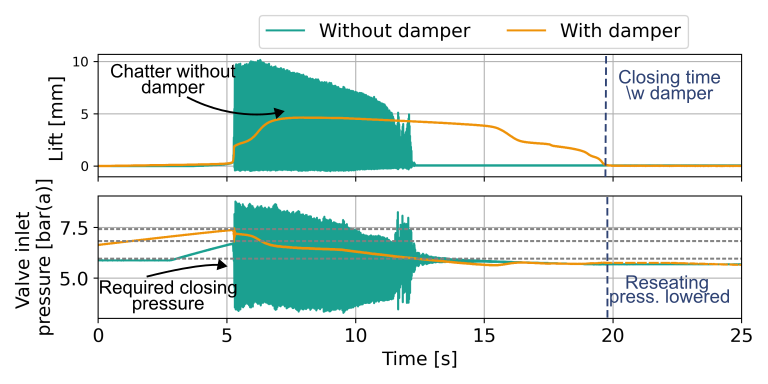 Without damper
With damper
Lift [mm]
10
5
0
Chatter without
damper
Closing time
\w damper
Valve inlet
pressure [bar(a)]
7.5
5.0
Required closing
pressure
Reseating
press. lowered
0
5
10
15
20
25
Time [s]